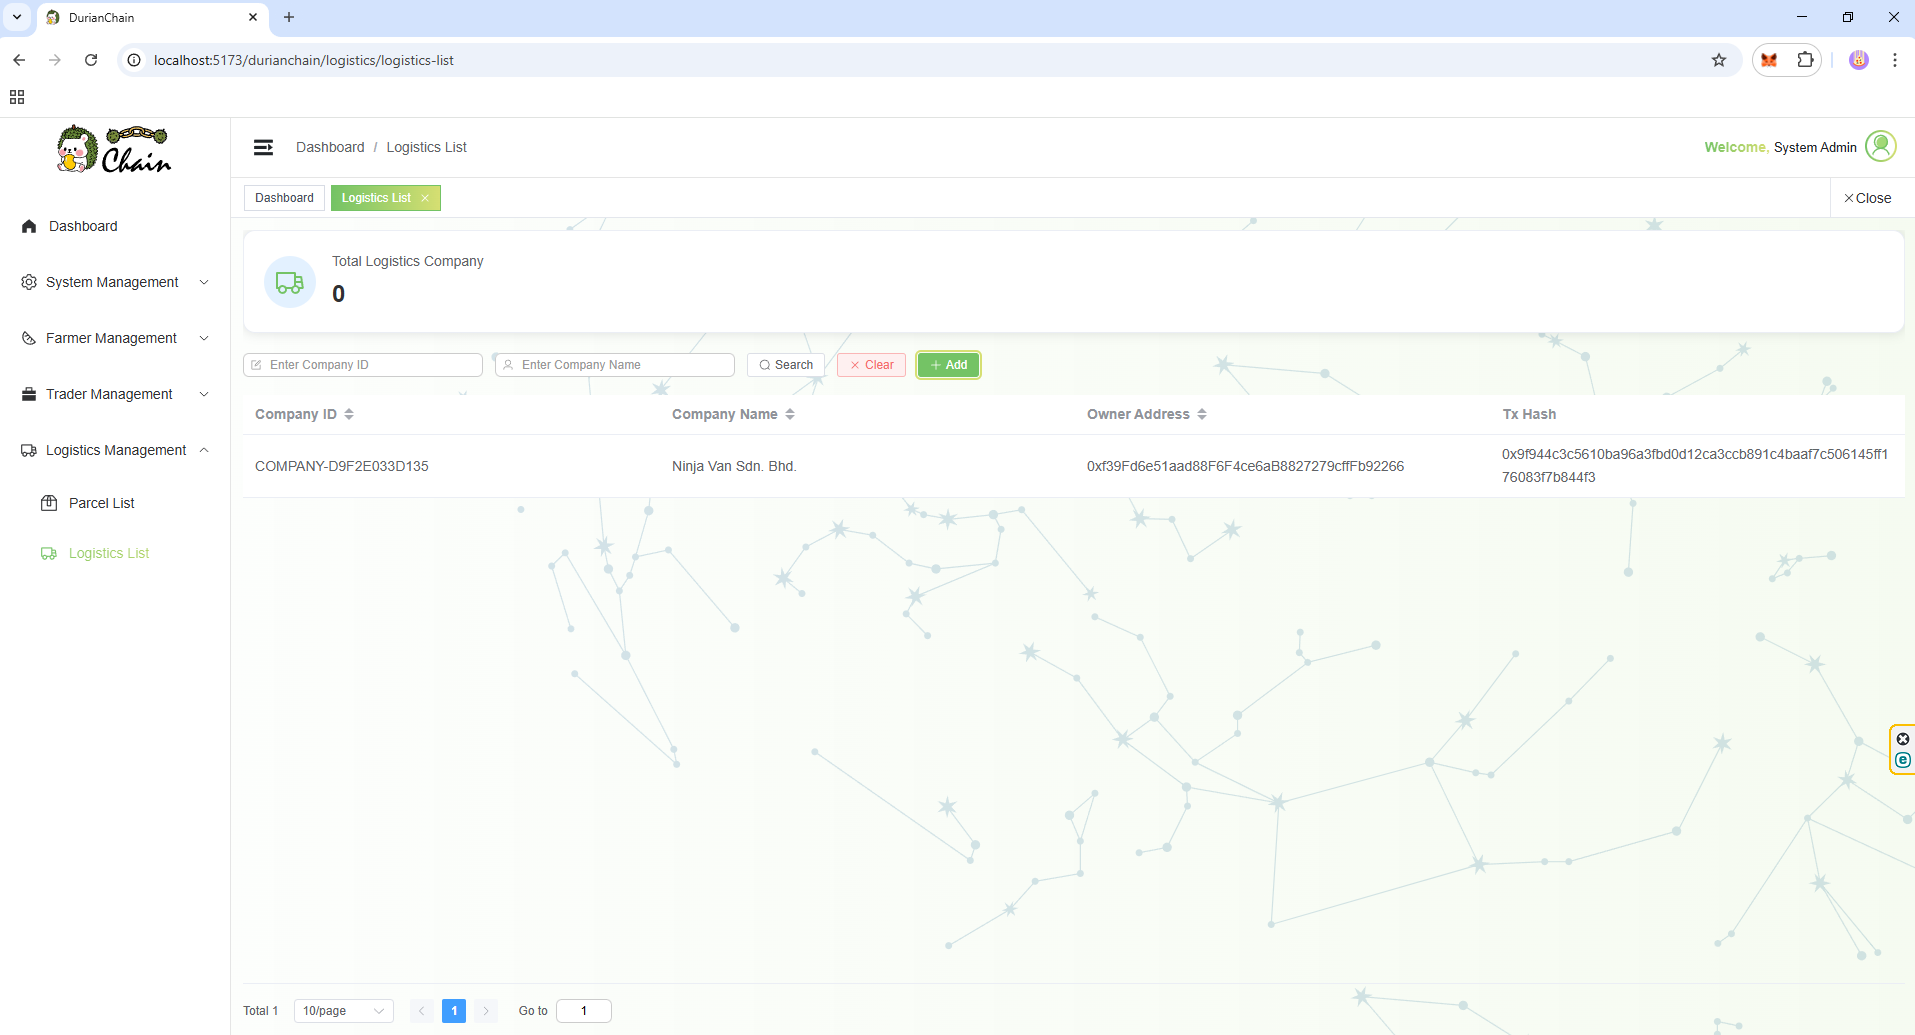 DurianChain
localhost:5173/durianchain/logistics/logistics-list
Chain
Dashboard / Logistics List
Welcome, System Admin
Dashboard
Logistics List
Close
Dashboard
System Management
Farmer Management
Trader Management
Logistics Management
Parcel List
Logistics List
Total Logistics Company
0
Enter Company ID
Enter Company Name
Search
Clear
Add
Company ID
Company Name
Owner Address
Tx Hash
COMPANY-D9F2E033D135
Ninja Van Sdn. Bhd.
0xf39Fd6e51aad88F6F4ce6aB8827279cffFb92266
0x9f944c3c5610ba96a3fbd0d12ca3ccb891c4baaf7c506145ff1
76083f7b844f3
Total 1
10/page
1
Go to
1